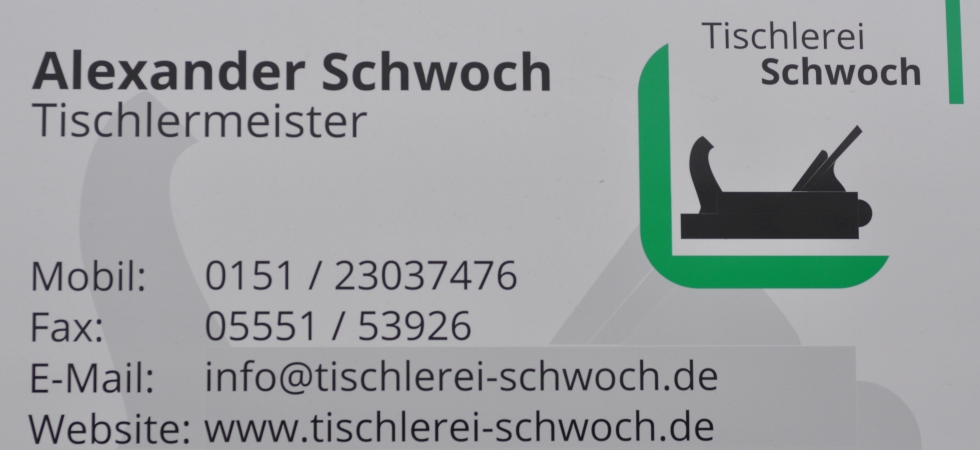 Alexander Schwoch
Tischlermeister
Tischlerei
Schwoch
Mobil: 0151 / 23037476
Fax: 05551 / 53926
E-Mail: info@tischlerei-schwoch.de
Website: www.tischlerei-schwoch.de